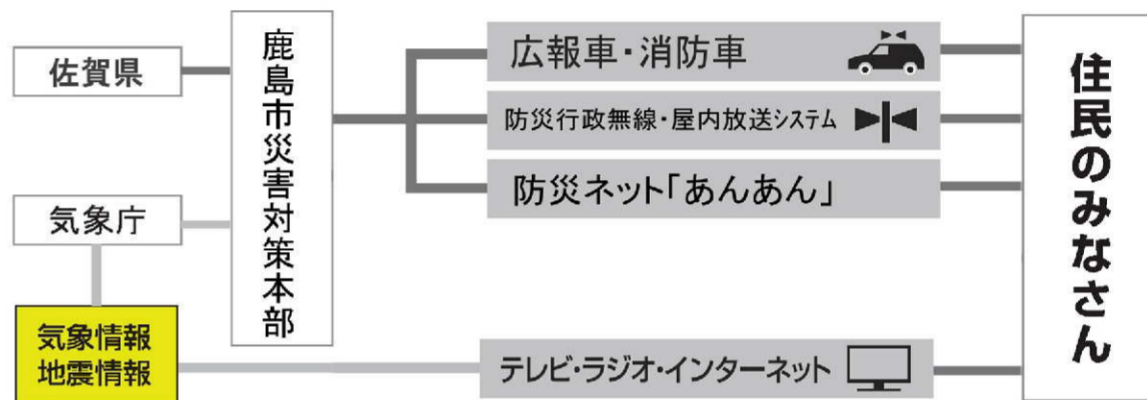 佐賀県
気象庁
気象情報
地震情報
鹿島市災害対策本部
広報車・消防車
防災行政無線・屋内放送システム
防災ネット「あんあん」
テレビ・ラジオ・インターネット
住民のみなさん